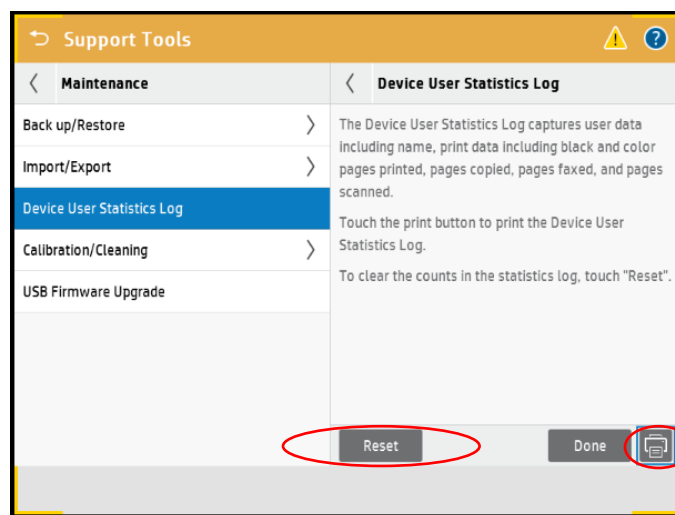 Support Tools
Maintenance
Back up/Restore
Import/Export
Device User Statistics Log
Calibration/Cleaning
USB Firmware Upgrade
Device User Statistics Log
The Device User Statistics Log captures user data
including name, print data including black and color
pages printed, pages copied, pages faxed, and pages
scanned.
Touch the print button to print the Device User
Statistics Log.
To clear the counts in the statistics log, touch "Reset".
Reset
Done